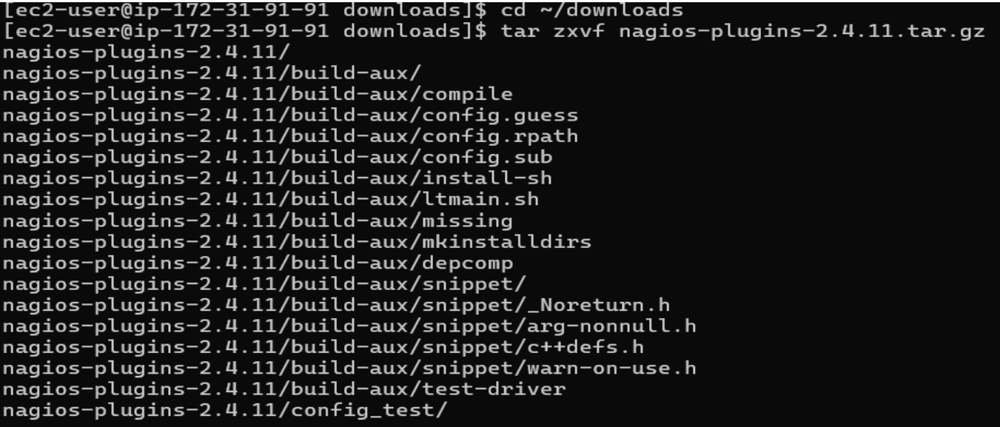 [ec2-user@ip-172-31-91-91 downloads]$ cd ~/downloads
[ec2-user@ip-172-31-91-91 downloads]$ tar zxvf nagios-plugins-2.4.11.tar.gz
nagios-plugins-2.4.11/
nagios-plugins-2.4.11/build-aux/
nagios-plugins-2.4.11/build-aux/compile
nagios-plugins-2.4.11/build-aux/config.guess
nagios-plugins-2.4.11/build-aux/config.rpath
nagios-plugins-2.4.11/build-aux/config.sub
nagios-plugins-2.4.11/build-aux/install-sh
nagios-plugins-2.4.11/build-aux/ltmain.sh
nagios-plugins-2.4.11/build-aux/missing
nagios-plugins-2.4.11/build-aux/mkinstalldirs
nagios-plugins-2.4.11/build-aux/depcomp
nagios-plugins-2.4.11/build-aux/snippet/
nagios-plugins-2.4.11/build-aux/snippet/_Noreturn.h
nagios-plugins-2.4.11/build-aux/snippet/arg-nonnull.h
nagios-plugins-2.4.11/build-aux/snippet/c++defs.h
nagios-plugins-2.4.11/build-aux/snippet/warn-on-use.h
nagios-plugins-2.4.11/build-aux/test-driver
nagios-plugins-2.4.11/config_test/